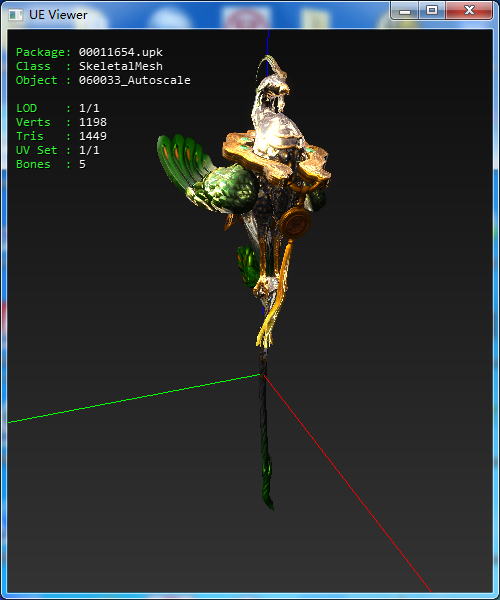 UE Viewer
Package: 00011654.upk
Class : SkeletalMesh
Object : 060033_Autoscale
LOD : 1/1
Verts : 1198
Tris : 1449
UV Set : 1/1
Bones : 5